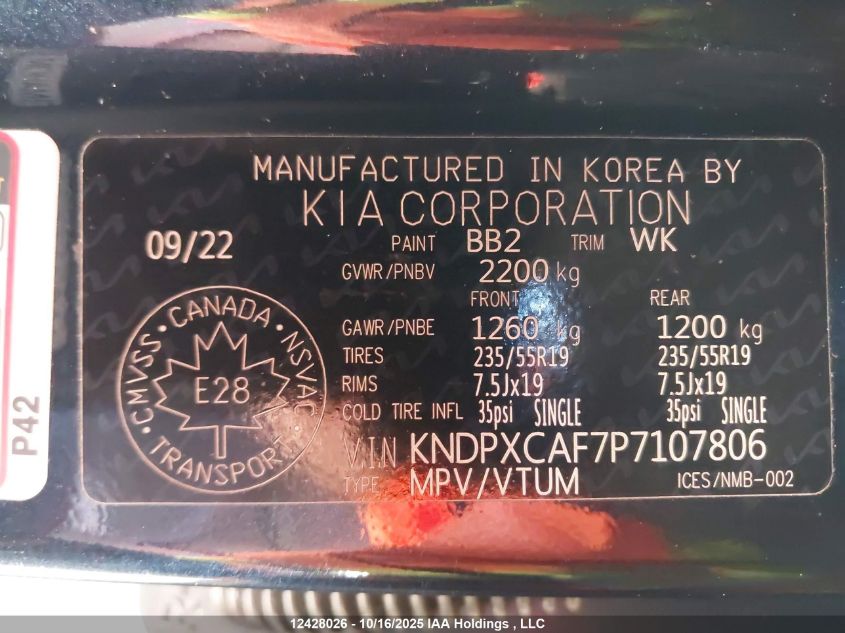 MANUFACTURED IN KOREA BY
KIA CORPORATION
09/22 PAINT BB2 TRIM WK
GVWR/PNBV 2200 kg
FRONT REAR
GAWR/PNBE 1260 kg 1200 kg
TIRES 235/55R19 235/55R19
RIMS 7.5Jx19 7.5Jx19
COLD TIRE INFL 35psi SINGLE 35psi SINGLE
V.I.N KNDPXCAF7P7107806
TYPE MPV/VTUM ICES/NMB-002
CANADA • NSVAC • TRANSPORT • CMVSS •
E28
P42
12428026 - 10/16/2025 IAA Holdings , LLC